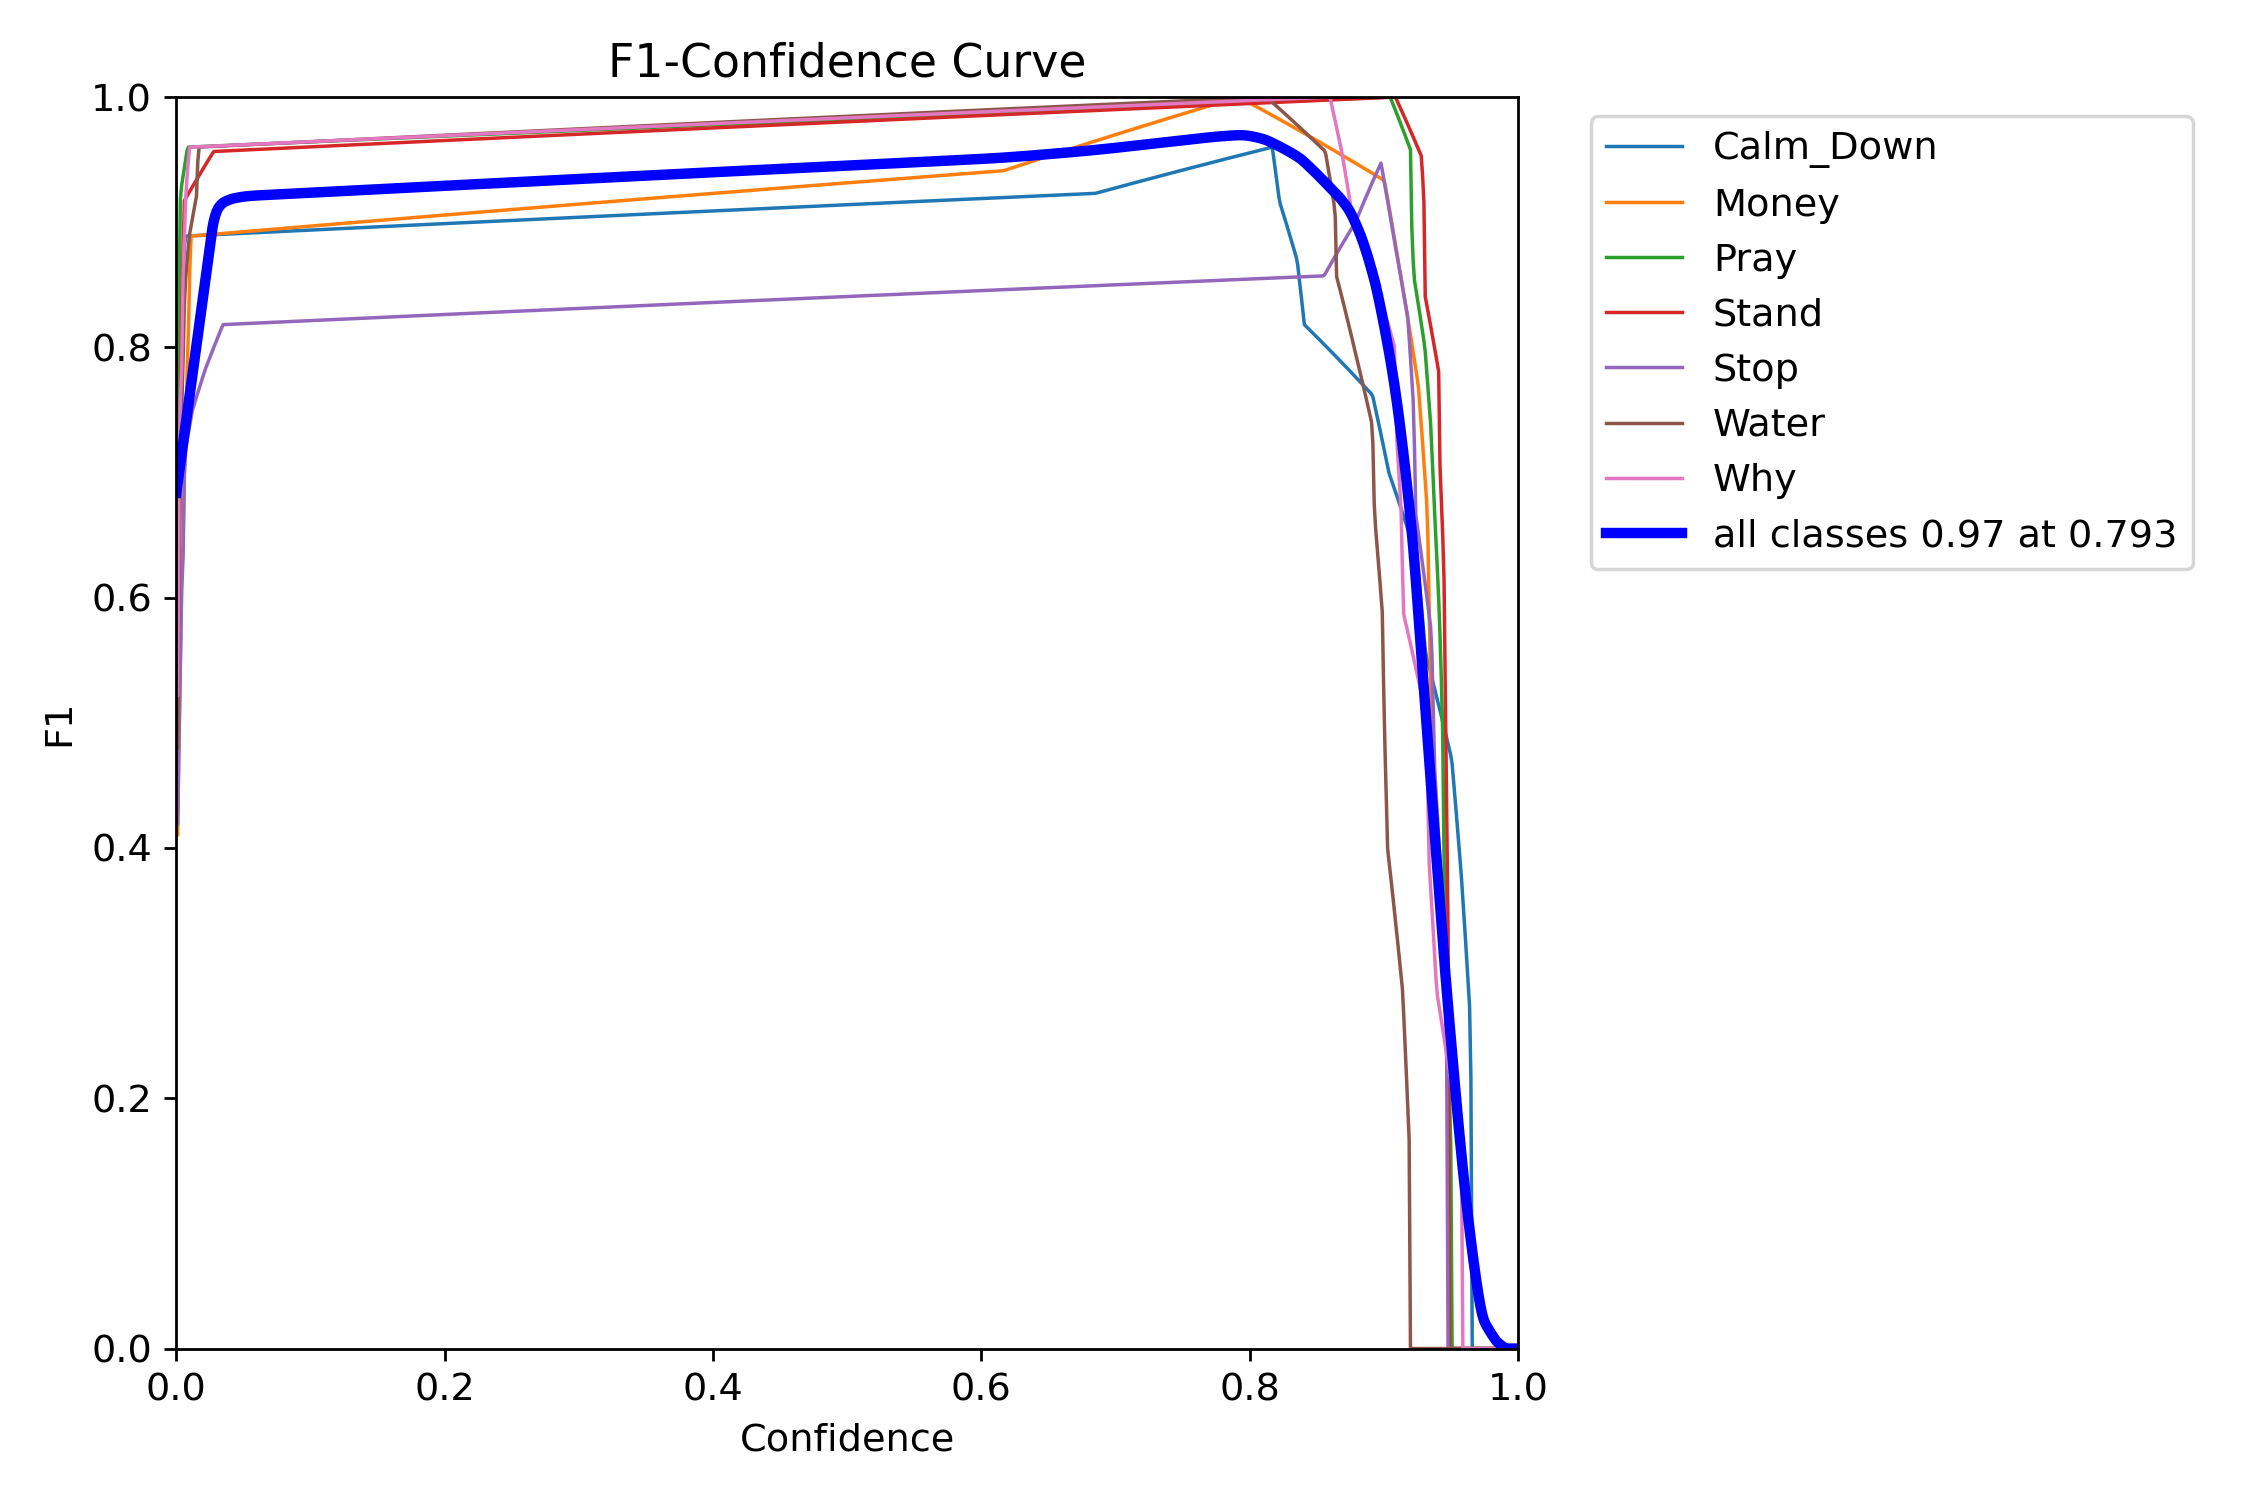 F1-Confidence Curve
1.0
0.8
0.6
0.4
0.2
0.0
F1
0.0 0.2 0.4 0.6 0.8 1.0
Confidence
Calm_Down
Money
Pray
Stand
Stop
Water
Why
all classes 0.97 at 0.793